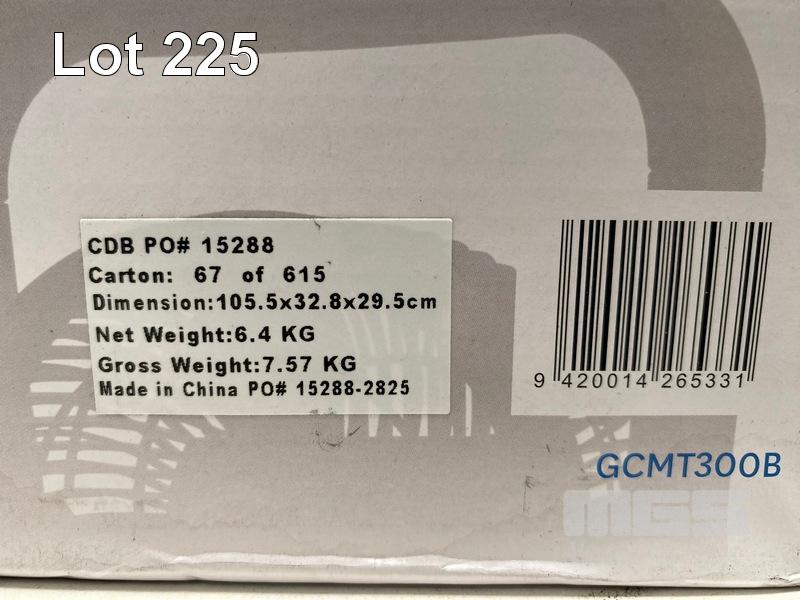 Lot 225
CDB PO# 15288
Carton: 67 of 615
Dimension:105.5x32.8x29.5cm
Net Weight:6.4 KG
Gross Weight:7.57 KG
Made in China PO# 15288-2825
9 420014 265331
GCMT300B
MGS